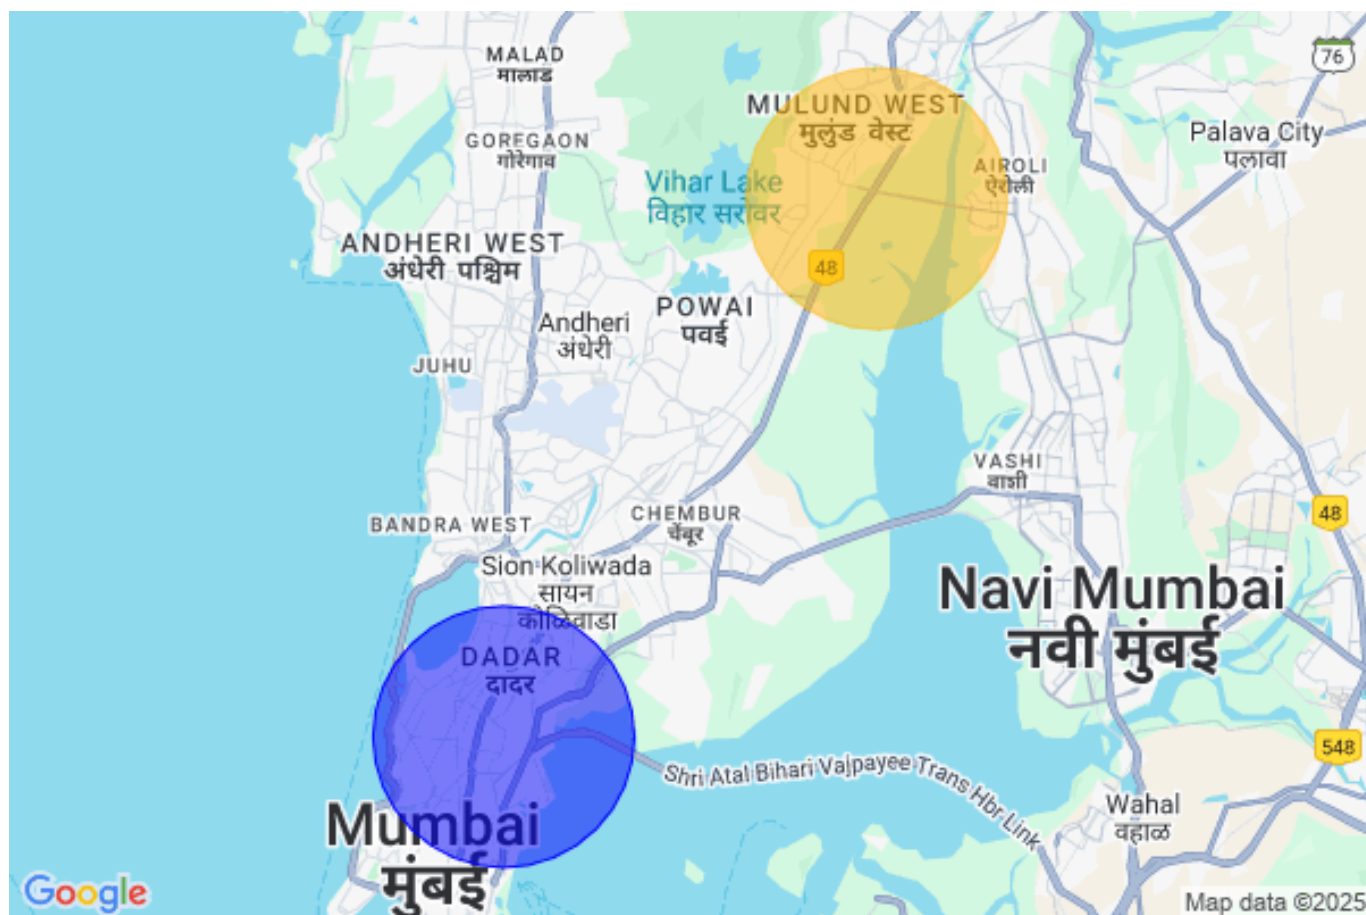 MALAD
मालाड
MULUND WEST
मुलुंड वेस्ट
76
Palava City
पलावा
GOREGAON
गोरेगाव
AIROLI
ऐरोली
Vihar Lake
विहार सरोवर
ANDHERI WEST
अंधेरी पश्चिम
48
POWAI
पवई
Andheri
अंधेरी
JUHU
VASHI
वाशी
BANDRA WEST
CHEMBUR
चेंबूर
48
Sion Koliwada
सायन
कोळिवाडा
Navi Mumbai
नवी मुंबई
DADAR
दादर
548
Shri Atal Bihari Vajpayee Trans Hbr Link
Wahal
वहाळ
Mumbai
मुंबई
Google
Map data ©2025